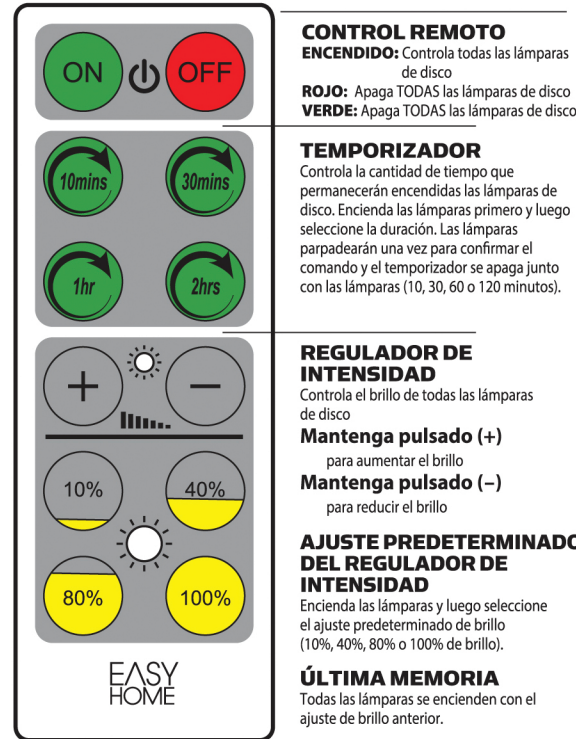 ON
OFF
10mins
30mins
1hr
2hrs
+
−
10%
40%
80%
100%
EASY
HOME
CONTROL REMOTO
ENCENDIDO: Controla todas las lámparas
de disco
ROJO: Apaga TODAS las lámparas de disco
VERDE: Apaga TODAS las lámparas de disco
TEMPORIZADOR
Controla la cantidad de tiempo que
permanecerán encendidas las lámparas de
disco. Encienda las lámparas primero y luego
seleccione la duración. Las lámparas
parpadearán una vez para confirmar el
comando y el temporizador se apaga junto
con las lámparas (10, 30, 60 o 120 minutos).
REGULADOR DE
INTENSIDAD
Controla el brillo de todas las lámparas
de disco
Mantenga pulsado (+)
para aumentar el brillo
Mantenga pulsado (−)
para reducir el brillo
AJUSTE PREDETERMINADO
DEL REGULADOR DE
INTENSIDAD
Encienda las lámparas y luego seleccione
el ajuste predeterminado de brillo
(10%, 40%, 80% o 100% de brillo).
ÚLTIMA MEMORIA
Todas las lámparas se encienden con el
ajuste de brillo anterior.